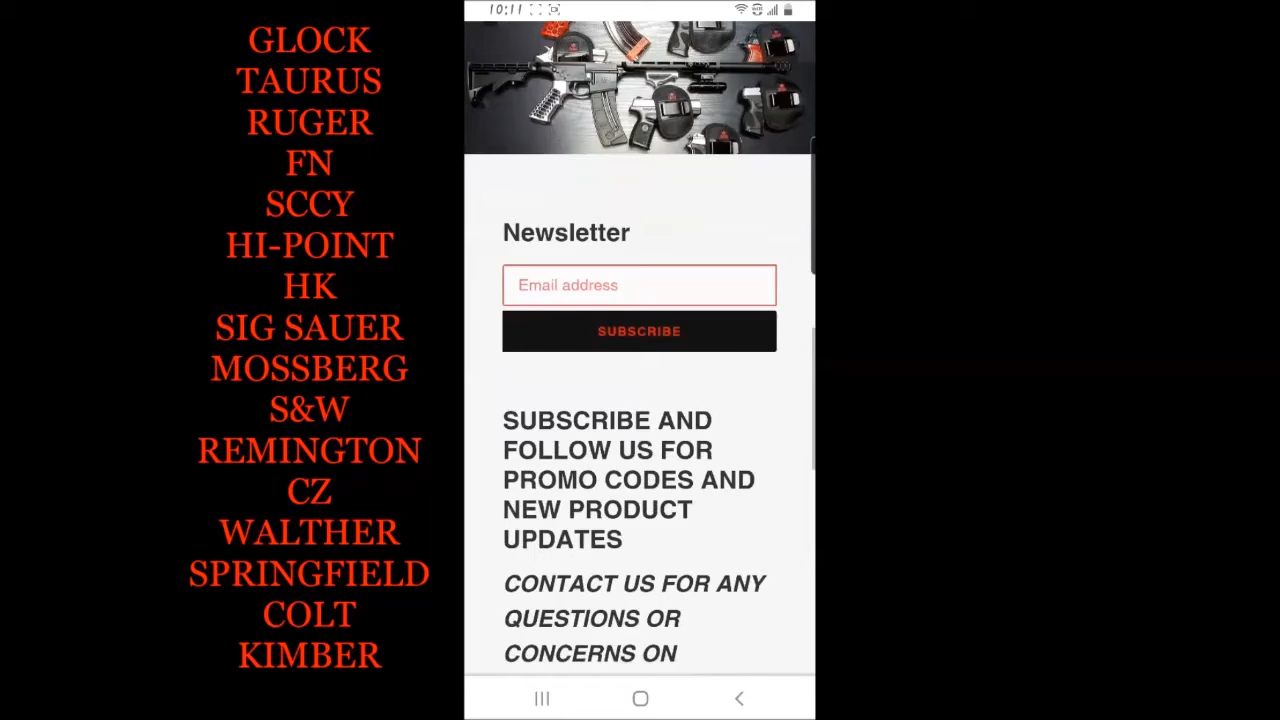 GLOCK
TAURUS
RUGER
FN
SCCY
HI-POINT
HK
SIG SAUER
MOSSBERG
S&W
REMINGTON
CZ
WALTHER
SPRINGFIELD
COLT
KIMBER
10:11
Newsletter
Email address
SUBSCRIBE
SUBSCRIBE AND
FOLLOW US FOR
PROMO CODES AND
NEW PRODUCT
UPDATES
CONTACT US FOR ANY
QUESTIONS OR
CONCERNS ON